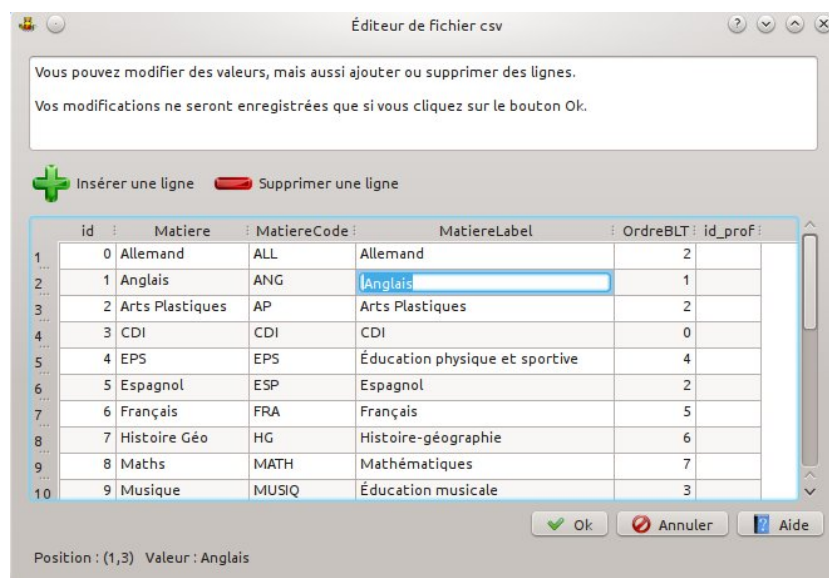 Éditeur de fichier csv
Vous pouvez modifier des valeurs, mais aussi ajouter ou supprimer des lignes.
Vos modifications ne seront enregistrées que si vous cliquez sur le bouton Ok.
Insérer une ligne Supprimer une ligne
id Matiere MatiereCode MatiereLabel OrdreBLT id_prof
1 0 Allemand ALL Allemand 2
2 1 Anglais ANG Anglais 1
3 2 Arts Plastiques AP Arts Plastiques 2
4 3 CDI CDI CDI 0
5 4 EPS EPS Éducation physique et sportive 4
6 5 Espagnol ESP Espagnol 2
7 6 Français FRA Français 5
8 7 Histoire Géo HG Histoire-géographie 6
9 8 Maths MATH Mathématiques 7
10 9 Musique MUSIQ Éducation musicale 3
Ok Annuler Aide
Position : (1,3) Valeur : Anglais